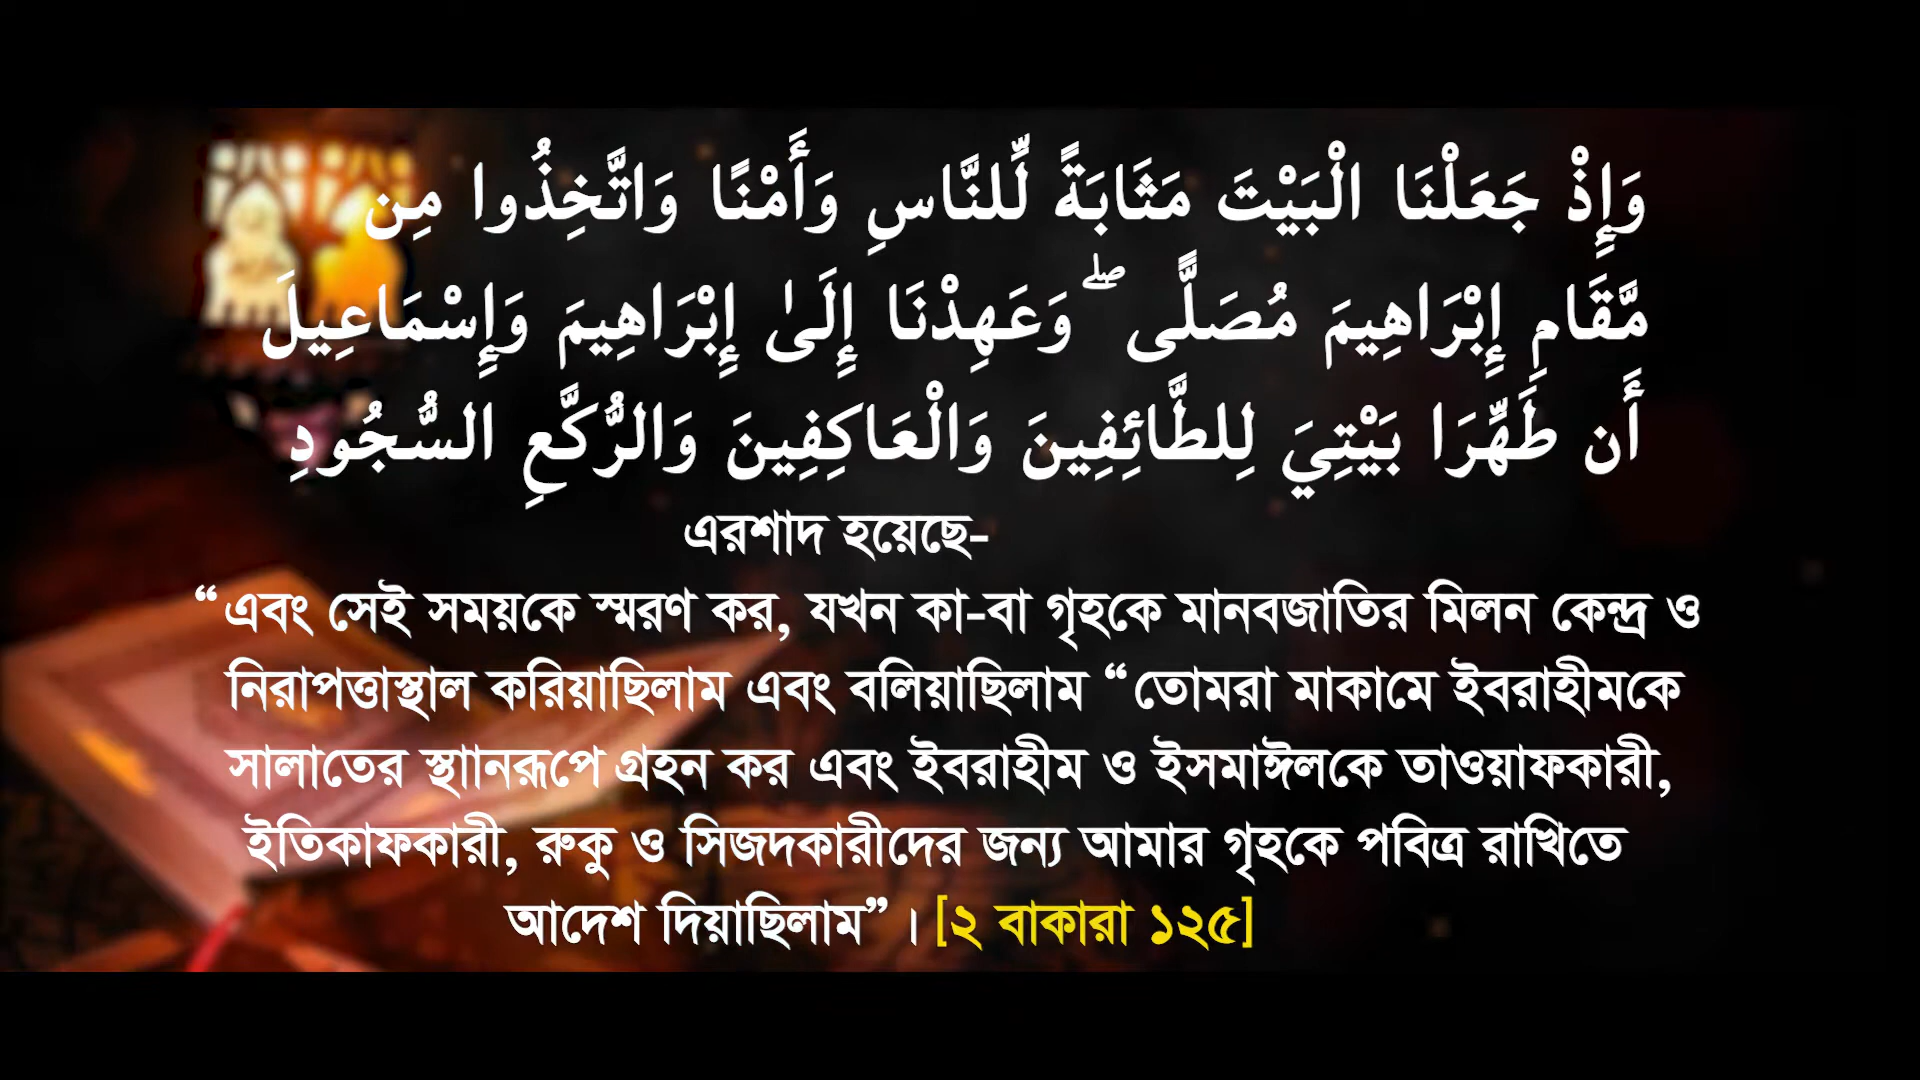 وَإِذْ جَعَلْنَا الْبَيْتَ مَثَابَةً لِّلنَّاسِ وَأَمْنًا وَاتَّخِذُوا مِن
مَّقَامِ إِبْرَاهِيمَ مُصَلًّى ۖ وَعَهِدْنَا إِلَىٰ إِبْرَاهِيمَ وَإِسْمَاعِيلَ
أَن طَهِّرَا بَيْتِيَ لِلطَّائِفِينَ وَالْعَاكِفِينَ وَالرُّكَّعِ السُّجُودِ
এরশাদ হয়েছে-
“এবং সেই সময়কে স্মরণ কর, যখন কা-বা গৃহকে মানবজাতির মিলন কেন্দ্র ও
নিরাপত্তাস্থাল করিয়াছিলাম এবং বলিয়াছিলাম “তোমরা মাকামে ইবরাহীমকে
সালাতের স্থাানরূপে গ্রহন কর এবং ইবরাহীম ও ইসমাঈলকে তাওয়াফকারী,
ইতিকাফকারী, রুকু ও সিজদকারীদের জন্য আমার গৃহকে পবিত্র রাখিতে
আদেশ দিয়াছিলাম” । [২ বাকারা ১২৫]